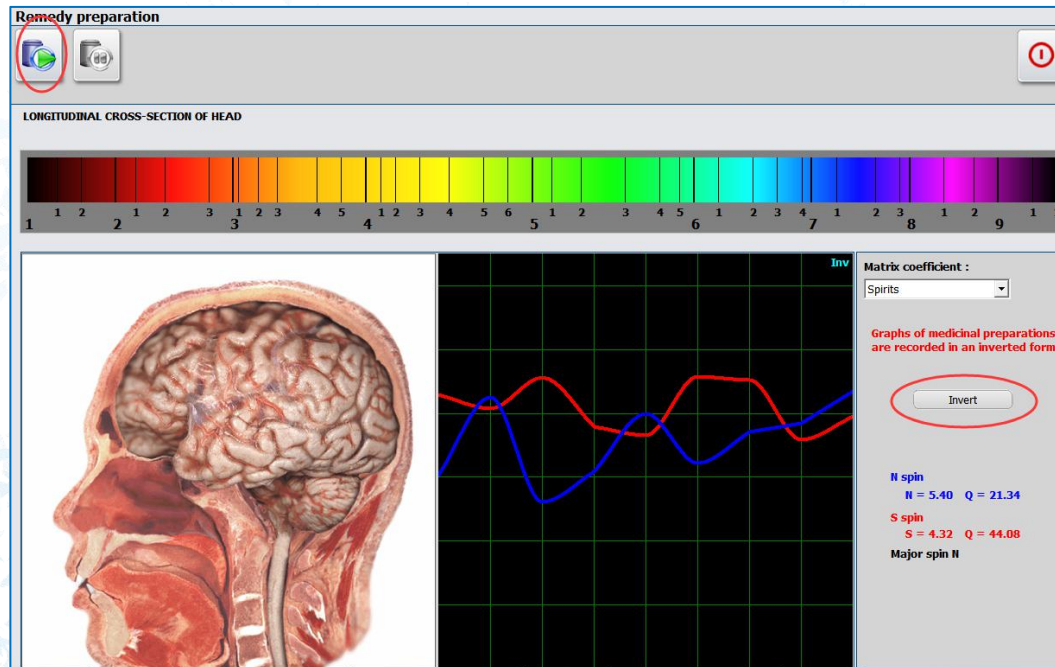 Remedy preparation
LONGITUDINAL CROSS-SECTION OF HEAD
1 2 1 2 3 1 2 3 4 5 1 2 3 4 5 6 1 2 3 4 5 1 2 3 4 1 2 3 1 2 1
1 2 3 4 5 6 7 8 9
Inv
Matrix coefficient :
Spirits
Graphs of medicinal preparations
are recorded in an inverted form
Invert
N spin
N = 5.40 Q = 21.34
S spin
S = 4.32 Q = 44.08
Major spin N